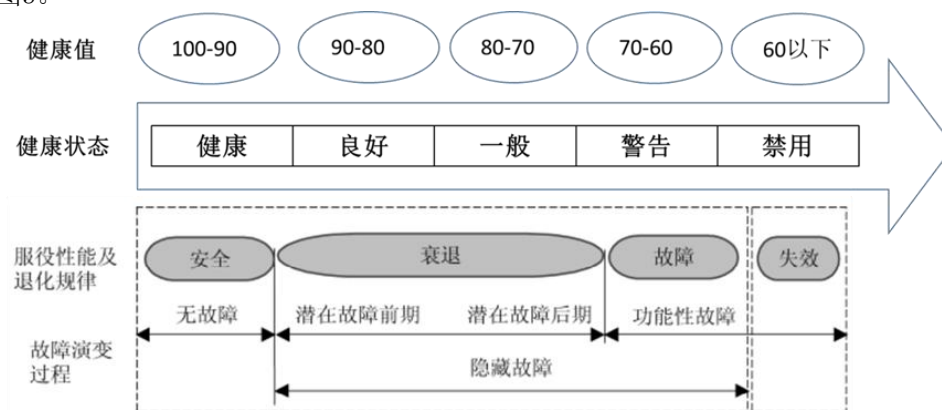 健康值 100-90 90-80 80-70 70-60 60以下
健康状态 健康 良好 一般 警告 禁用
服役性能及
退化规律
安全 衰退 故障 失效
无故障 潜在故障前期 潜在故障后期 功能性故障
故障演变
过程
隐藏故障